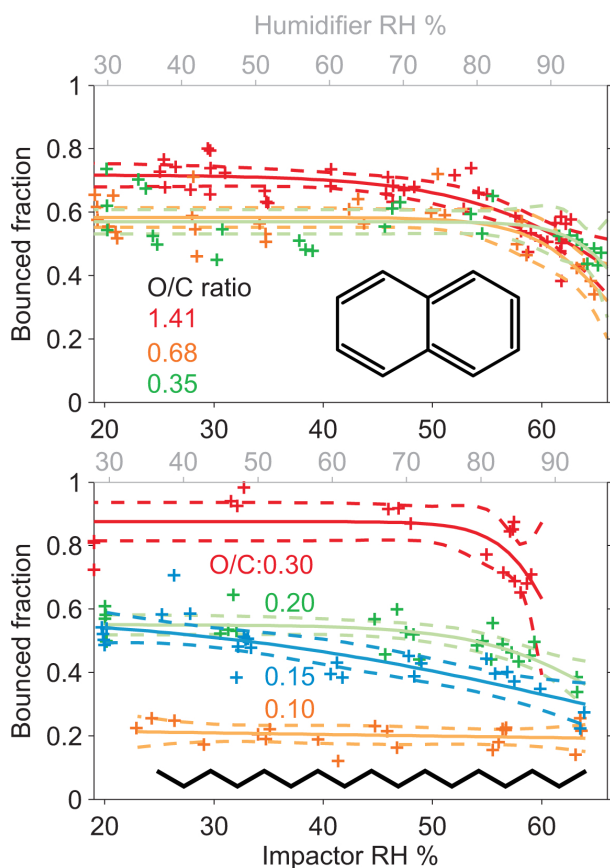 Humidifier RH %
30 40 50 60 70 80 90
1
0.8
0.6
0.4
0.2
0
Bounced fraction
O/C ratio
1.41
0.68
0.35
20 30 40 50 60
30 40 50 60 70 80 90
1
0.8
0.6
0.4
0.2
0
Bounced fraction
O/C:0.30
0.20
0.15
0.10
20 30 40 50 60
Impactor RH %